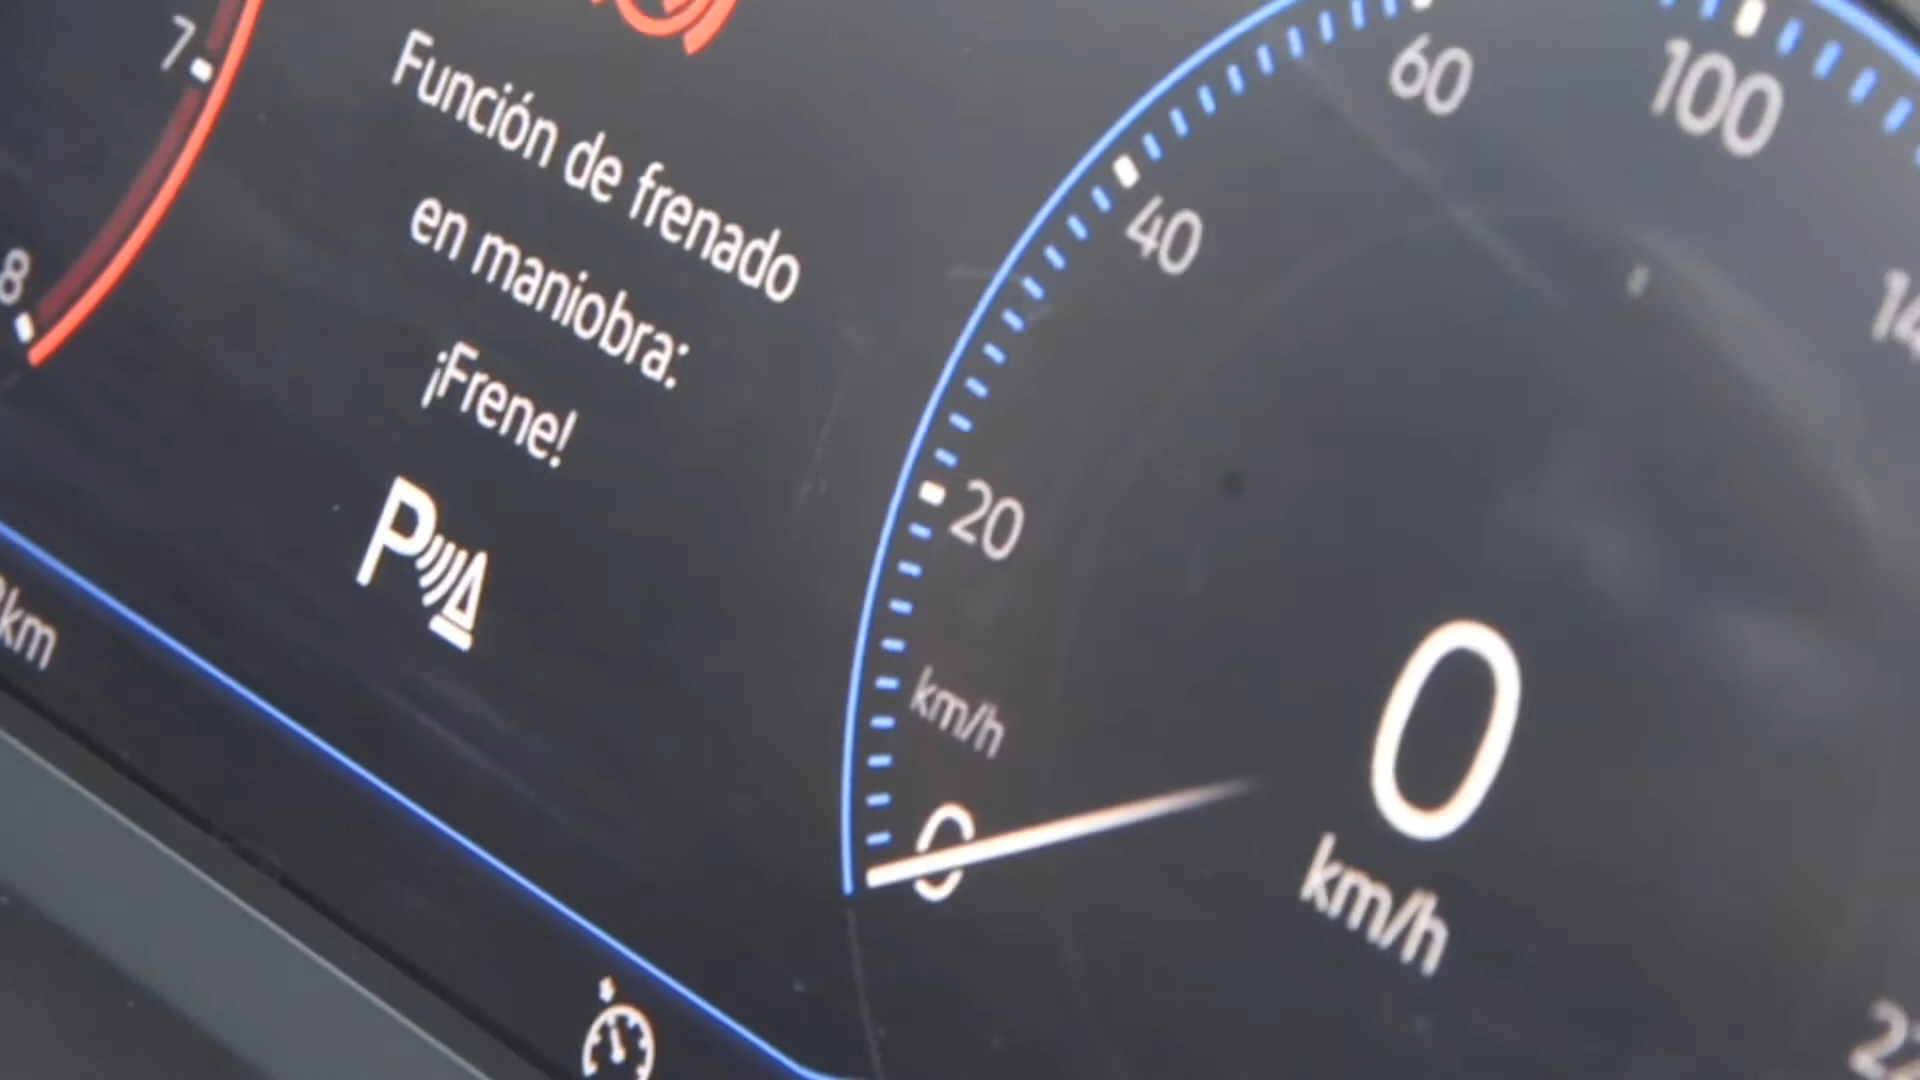 7
8
Función de frenado
en maniobra:
¡Frene!
P
km
60
100
40
20
km/h
0
0
km/h